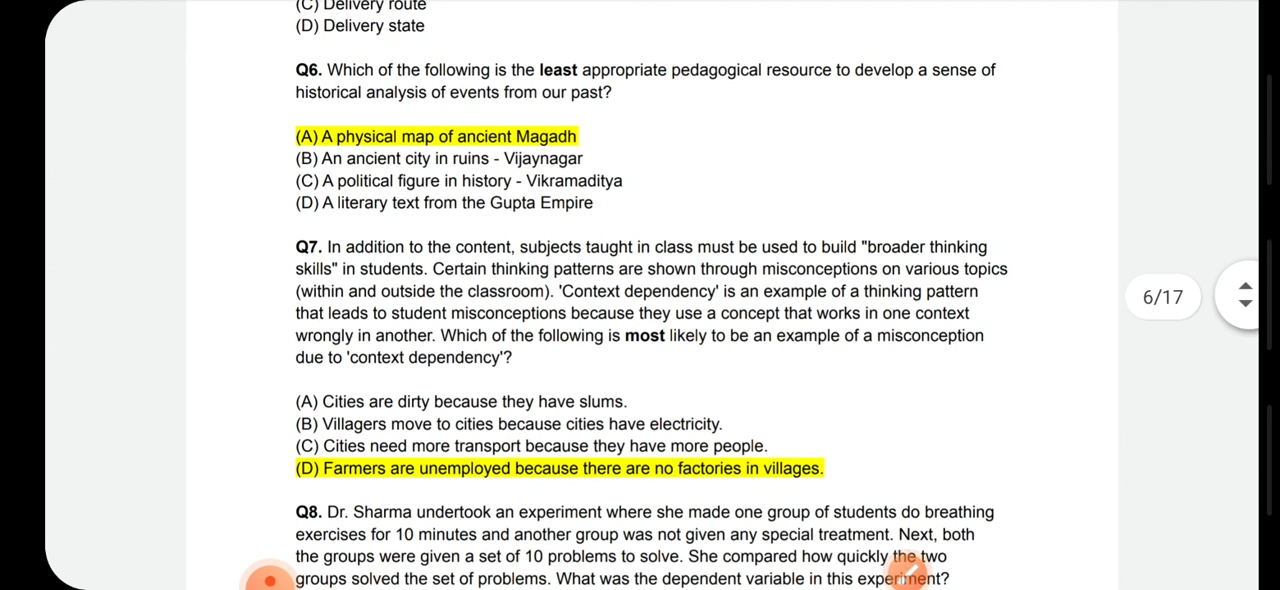 (C) Delivery route
(D) Delivery state
Q6. Which of the following is the least appropriate pedagogical resource to develop a sense of
historical analysis of events from our past?
(A) A physical map of ancient Magadh
(B) An ancient city in ruins - Vijaynagar
(C) A political figure in history - Vikramaditya
(D) A literary text from the Gupta Empire
Q7. In addition to the content, subjects taught in class must be used to build "broader thinking
skills" in students. Certain thinking patterns are shown through misconceptions on various topics
(within and outside the classroom). 'Context dependency' is an example of a thinking pattern
that leads to student misconceptions because they use a concept that works in one context
wrongly in another. Which of the following is most likely to be an example of a misconception
due to 'context dependency'?
(A) Cities are dirty because they have slums.
(B) Villagers move to cities because cities have electricity.
(C) Cities need more transport because they have more people.
(D) Farmers are unemployed because there are no factories in villages.
Q8. Dr. Sharma undertook an experiment where she made one group of students do breathing
exercises for 10 minutes and another group was not given any special treatment. Next, both
the groups were given a set of 10 problems to solve. She compared how quickly the two
groups solved the set of problems. What was the dependent variable in this experiment?
6/17